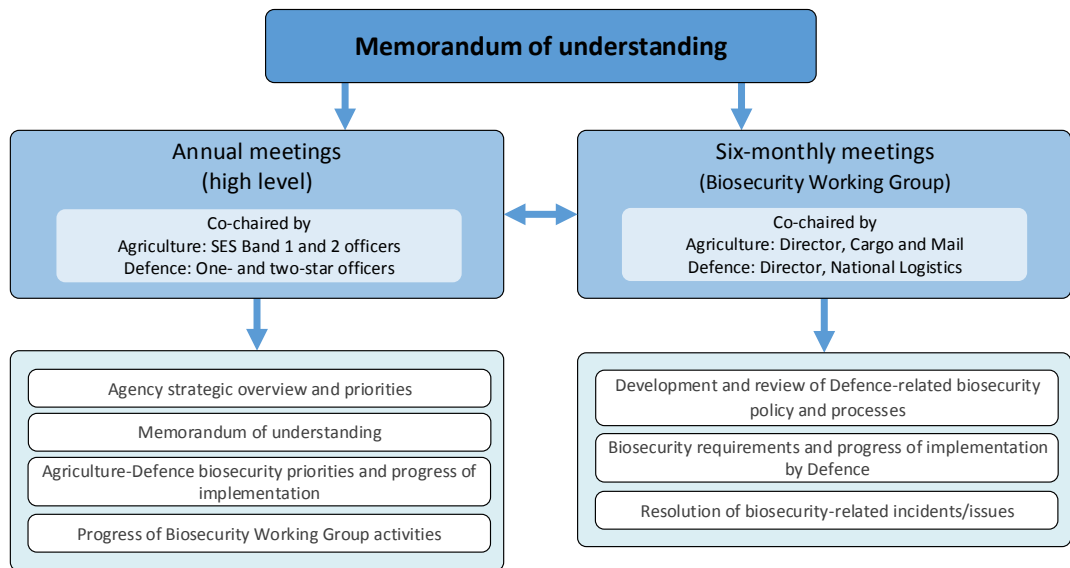 Memorandum of understanding
Annual meetings
(high level)
Co-chaired by
Agriculture: SES Band 1 and 2 officers
Defence: One- and two-star officers
Six-monthly meetings
(Biosecurity Working Group)
Co-chaired by
Agriculture: Director, Cargo and Mail
Defence: Director, National Logistics
Agency strategic overview and priorities
Memorandum of understanding
Agriculture-Defence biosecurity priorities and progress of
implementation
Progress of Biosecurity Working Group activities
Development and review of Defence-related biosecurity
policy and processes
Biosecurity requirements and progress of implementation
by Defence
Resolution of biosecurity-related incidents/issues